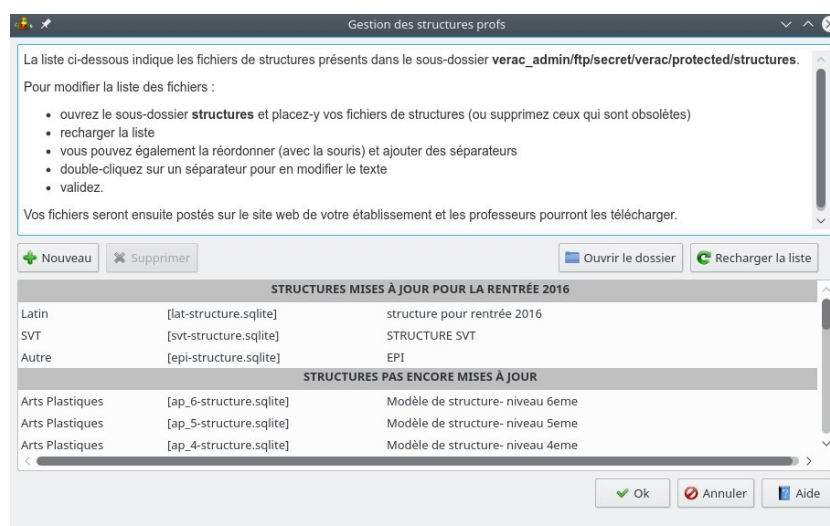 Gestion des structures profs
La liste ci-dessous indique les fichiers de structures présents dans le sous-dossier verac_admin/ftp/secret/verac/protected/structures.
Pour modifier la liste des fichiers :
• ouvrez le sous-dossier structures et placez-y vos fichiers de structures (ou supprimez ceux qui sont obsolètes)
• recharger la liste
• vous pouvez également la réordonner (avec la souris) et ajouter des séparateurs
• double-cliquez sur un séparateur pour en modifier le texte
• validez.
Vos fichiers seront ensuite postés sur le site web de votre établissement et les professeurs pourront les télécharger.
Nouveau Supprimer Ouvrir le dossier Recharger la liste
STRUCTURES MISES À JOUR POUR LA RENTRÉE 2016
Latin [lat-structure.sqlite] structure pour rentrée 2016
SVT [svt-structure.sqlite] STRUCTURE SVT
Autre [epi-structure.sqlite] EPI
STRUCTURES PAS ENCORE MISES À JOUR
Arts Plastiques [ap_6-structure.sqlite] Modèle de structure- niveau 6eme
Arts Plastiques [ap_5-structure.sqlite] Modèle de structure- niveau 5eme
Arts Plastiques [ap_4-structure.sqlite] Modèle de structure- niveau 4eme
Ok Annuler Aide